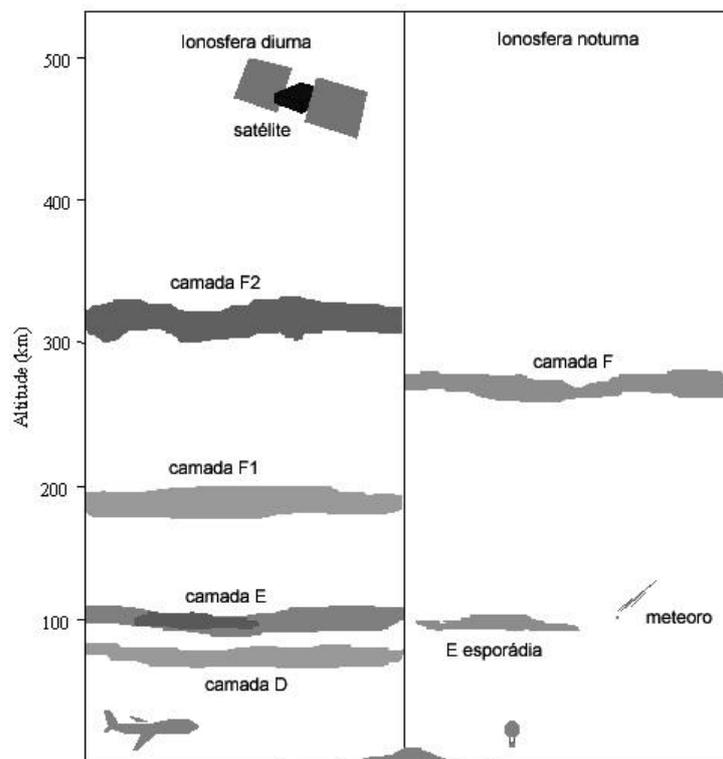 Ionosfera diurna
Ionosfera noturna
500
satélite
400
camada F2
300
Altitude (km)
camada F
camada F1
200
camada E
100
meteoro
E esporádia
camada D